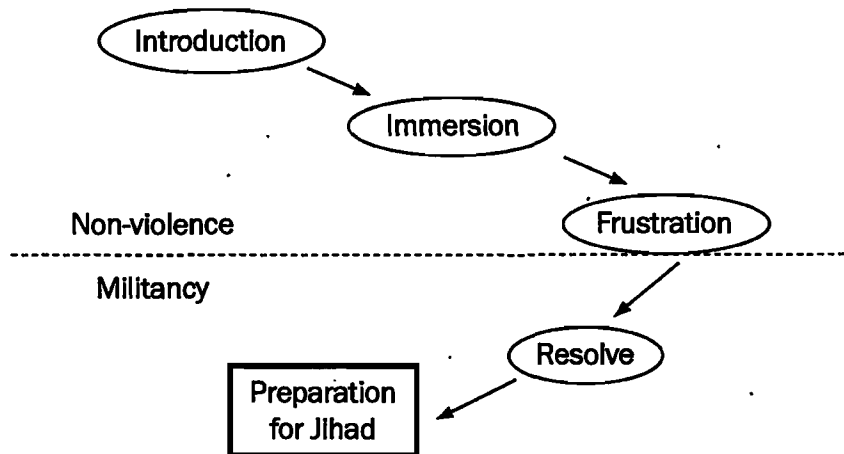 Introduction
Immersion
Frustration
Non-violence
Militancy
Resolve
Preparation
for Jihad